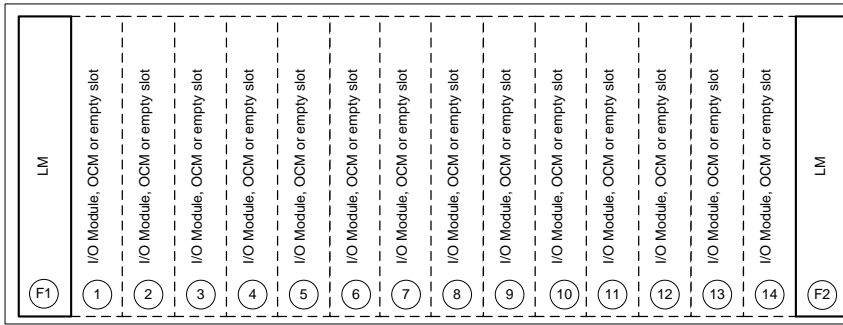 LM
I/O Module, OCM or empty slot
I/O Module, OCM or empty slot
I/O Module, OCM or empty slot
I/O Module, OCM or empty slot
I/O Module, OCM or empty slot
I/O Module, OCM or empty slot
I/O Module, OCM or empty slot
I/O Module, OCM or empty slot
I/O Module, OCM or empty slot
I/O Module, OCM or empty slot
I/O Module, OCM or empty slot
I/O Module, OCM or empty slot
I/O Module, OCM or empty slot
I/O Module, OCM or empty slot
LM
F1 1 2 3 4 5 6 7 8 9 10 11 12 13 14 F2